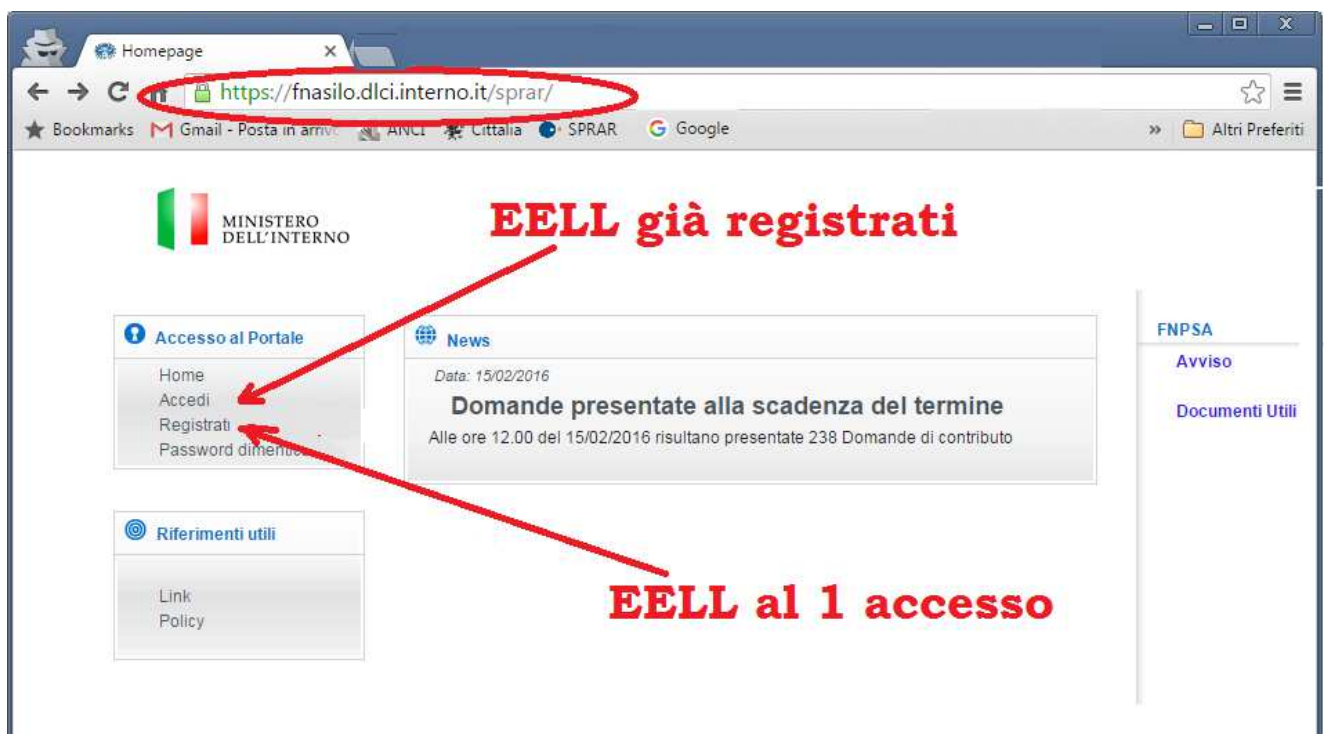 Homepage
https://fnasilo.dlci.interno.it/sprar/
Bookmarks Gmail - Posta in arrivo ANCI Cittalia SPRAR Google » Altri Preferiti
MINISTERO
DELL'INTERNO
EELL già registrati
Accesso al Portale
Home
Accedi
Registrati
Password dimentica
News
Data: 15/02/2016
Domande presentate alla scadenza del termine
Alle ore 12.00 del 15/02/2016 risultano presentate 238 Domande di contributo
FNPSA
Avviso
Documenti Utili
Riferimenti utili
Link
Policy
EELL al 1 accesso